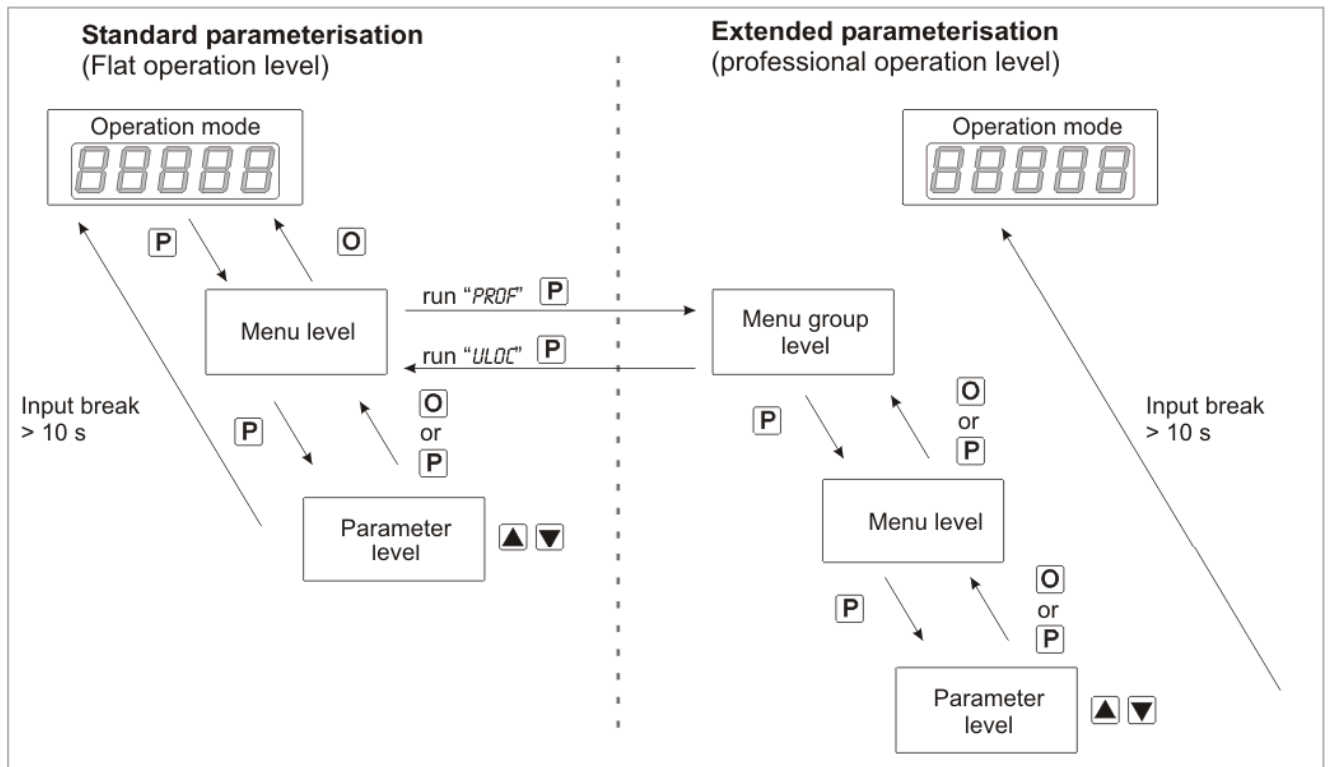 Standard parameterisation
(Flat operation level)
Extended parameterisation
(professional operation level)
Operation mode
88888
P
O
Menu level
run “PROF” P
run “ULOC” P
Input break
> 10 s
P
O
or
P
Parameter
level
▲ ▼
Operation mode
88888
Menu group
level
P
O
or
P
Input break
> 10 s
Menu level
P
O
or
P
Parameter
level
▲ ▼